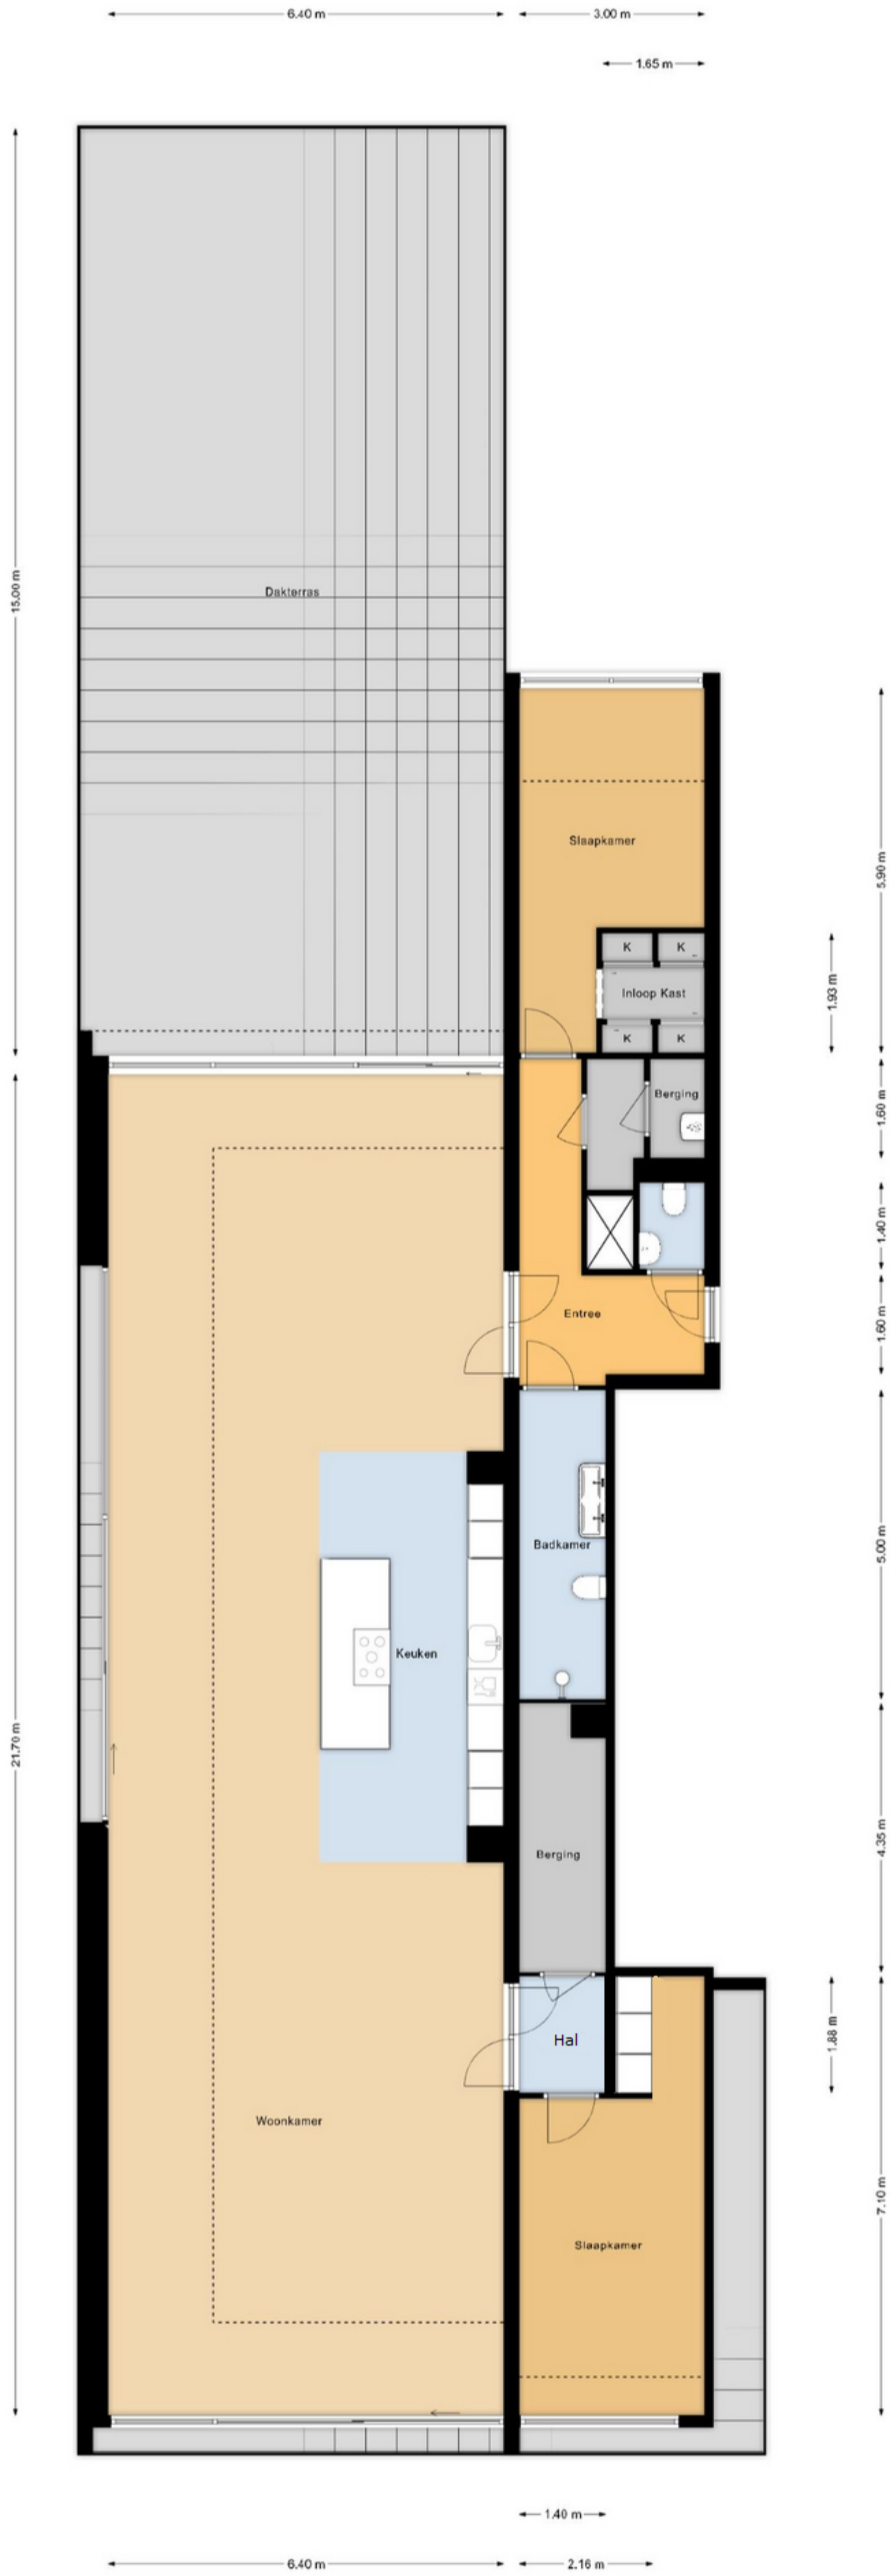 6.40 m
3.00 m
1.65 m
15.00 m
Dakterras
Slaapkamer
5.90 m
K
K
Inloop Kast
1.93 m
K
K
Berging
1.60 m
1.40 m
Entree
1.60 m
Badkamer
5.00 m
Keuken
21.70 m
Berging
4.35 m
Hal
1.88 m
Woonkamer
7.10 m
Slaapkamer
1.40 m
6.40 m
2.16 m